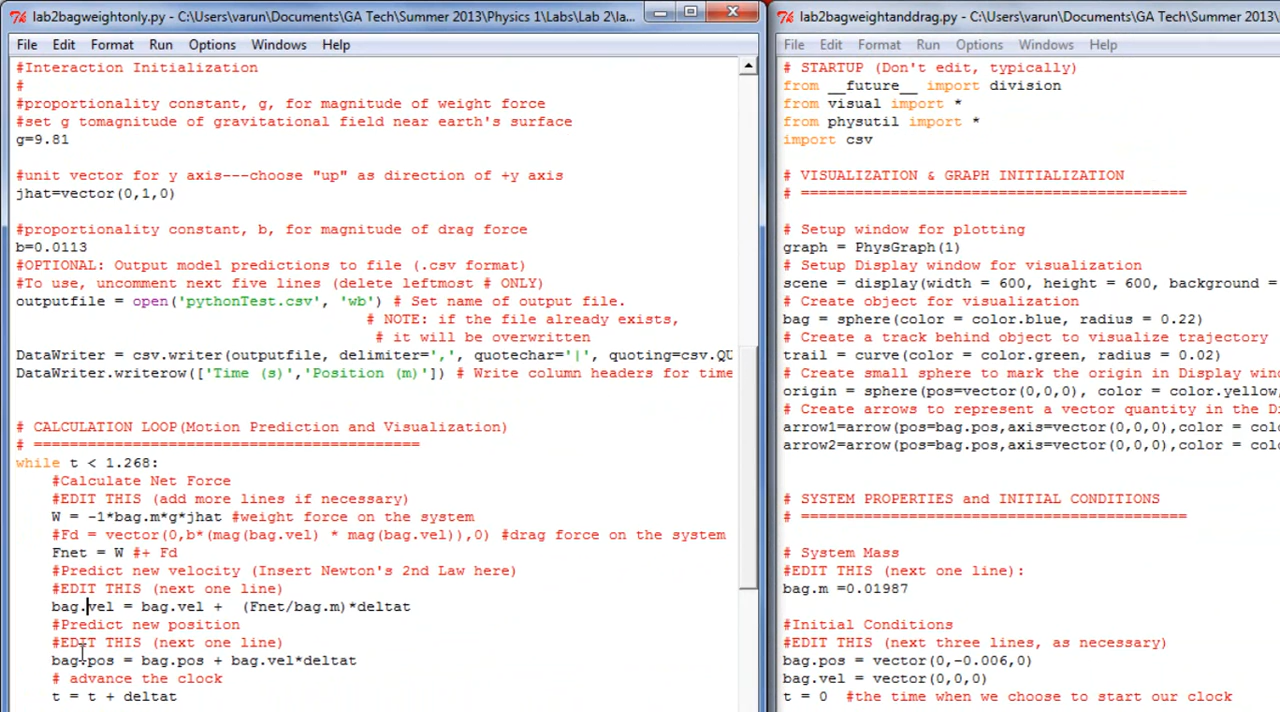 lab2bagweightonly.py - C:\Users\varun\Documents\GA Tech\Summer 2013\Physics 1\Labs\Lab 2\la...
File Edit Format Run Options Windows Help
#Interaction Initialization
#
#proportionality constant, g, for magnitude of weight force
#set g tomagnitude of gravitational field near earth's surface
g=9.81
#unit vector for y axis---choose "up" as direction of +y axis
jhat=vector(0,1,0)
#proportionality constant, b, for magnitude of drag force
b=0.0113
#OPTIONAL: Output model predictions to file (.csv format)
#To use, uncomment next five lines (delete leftmost # ONLY)
outputfile = open('pythonTest.csv', 'wb') # Set name of output file.
# NOTE: if the file already exists,
# it will be overwritten
DataWriter = csv.writer(outputfile, delimiter=',', quotechar='|', quoting=csv.QU
DataWriter.writerow(['Time (s)','Position (m)']) # Write column headers for time
# CALCULATION LOOP(Motion Prediction and Visualization)
# ===========================================
while t < 1.268:
#Calculate Net Force
#EDIT THIS (add more lines if necessary)
W = -1*bag.m*g*jhat #weight force on the system
#Fd = vector(0,b*(mag(bag.vel) * mag(bag.vel)),0) #drag force on the system
Fnet = W #+ Fd
#Predict new velocity (Insert Newton's 2nd Law here)
#EDIT THIS (next one line)
bag.vel = bag.vel +  (Fnet/bag.m)*deltat
#Predict new position
#EDIT THIS (next one line)
bag.pos = bag.pos + bag.vel*deltat
# advance the clock
t = t + deltat
lab2bagweightanddrag.py - C:\Users\varun\Documents\GA Tech\Summer 2013
File Edit Format Run Options Windows Help
# STARTUP (Don't edit, typically)
from __future__ import division
from visual import *
from physutil import *
import csv
# VISUALIZATION & GRAPH INITIALIZATION
# ============================================
# Setup window for plotting
graph = PhysGraph(1)
# Setup Display window for visualization
scene = display(width = 600, height = 600, background =
# Create object for visualization
bag = sphere(color = color.blue, radius = 0.22)
# Create a track behind object to visualize trajectory
trail = curve(color = color.green, radius = 0.02)
# Create small sphere to mark the origin in Display
origin = sphere(pos=vector(0,0,0), color = color.yellow,
# Create arrows to represent a vector quantity in the
arrow1=arrow(pos=bag.pos,axis=vector(0,0,0),color =
arrow2=arrow(pos=bag.pos,axis=vector(0,0,0),color =
# SYSTEM PROPERTIES and INITIAL CONDITIONS
# ============================================
# System Mass
#EDIT THIS (next one line):
bag.m =0.01987
#Initial Conditions
#EDIT THIS (next three lines, as necessary)
bag.pos = vector(0,-0.006,0)
bag.vel = vector(0,0,0)
t = 0  #the time when we choose to start our clock